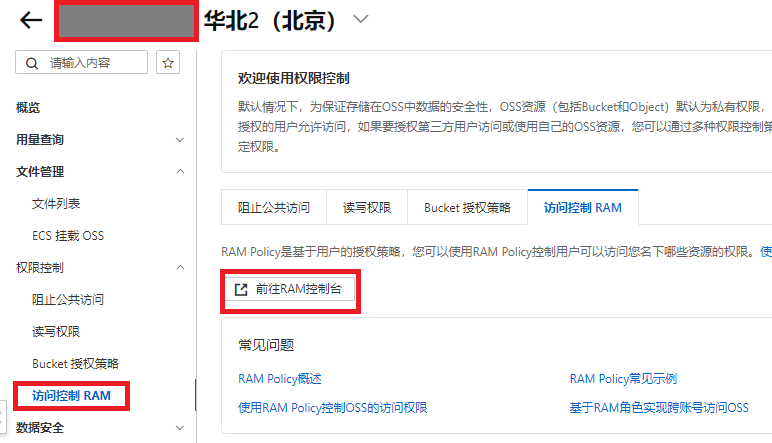 华北2（北京）
请输入内容
概览
用量查询
文件管理
文件列表
ECS 挂载 OSS
权限控制
阻止公共访问
读写权限
Bucket 授权策略
访问控制 RAM
数据安全
欢迎使用权限控制
默认情况下，为保证存储在OSS中数据的安全性，OSS资源（包括Bucket和Object）默认为私有权限，
授权的用户允许访问，如果要授权第三方用户访问或使用自己的OSS资源，您可以通过多种权限控制策
定权限。
阻止公共访问 读写权限 Bucket 授权策略 访问控制 RAM
RAM Policy是基于用户的授权策略，您可以使用RAM Policy控制用户可以访问您名下哪些资源的权限。使
前往RAM控制台
常见问题
RAM Policy概述 RAM Policy常见示例
使用RAM Policy控制OSS的访问权限 基于RAM角色实现跨账号访问OSS